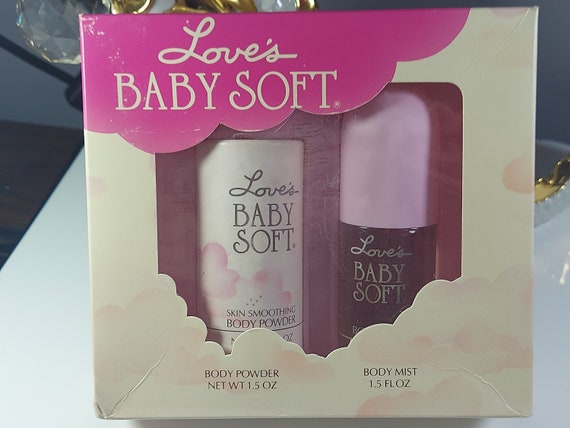 Love's
BABY SOFT®
Love's
BABY
SOFT®
SKIN SMOOTHING
BODY POWDER
OZ
Love's
BABY
SOFT
BODY POWDER
NET WT 1.5 OZ
BODY MIST
1.5 FLOZ